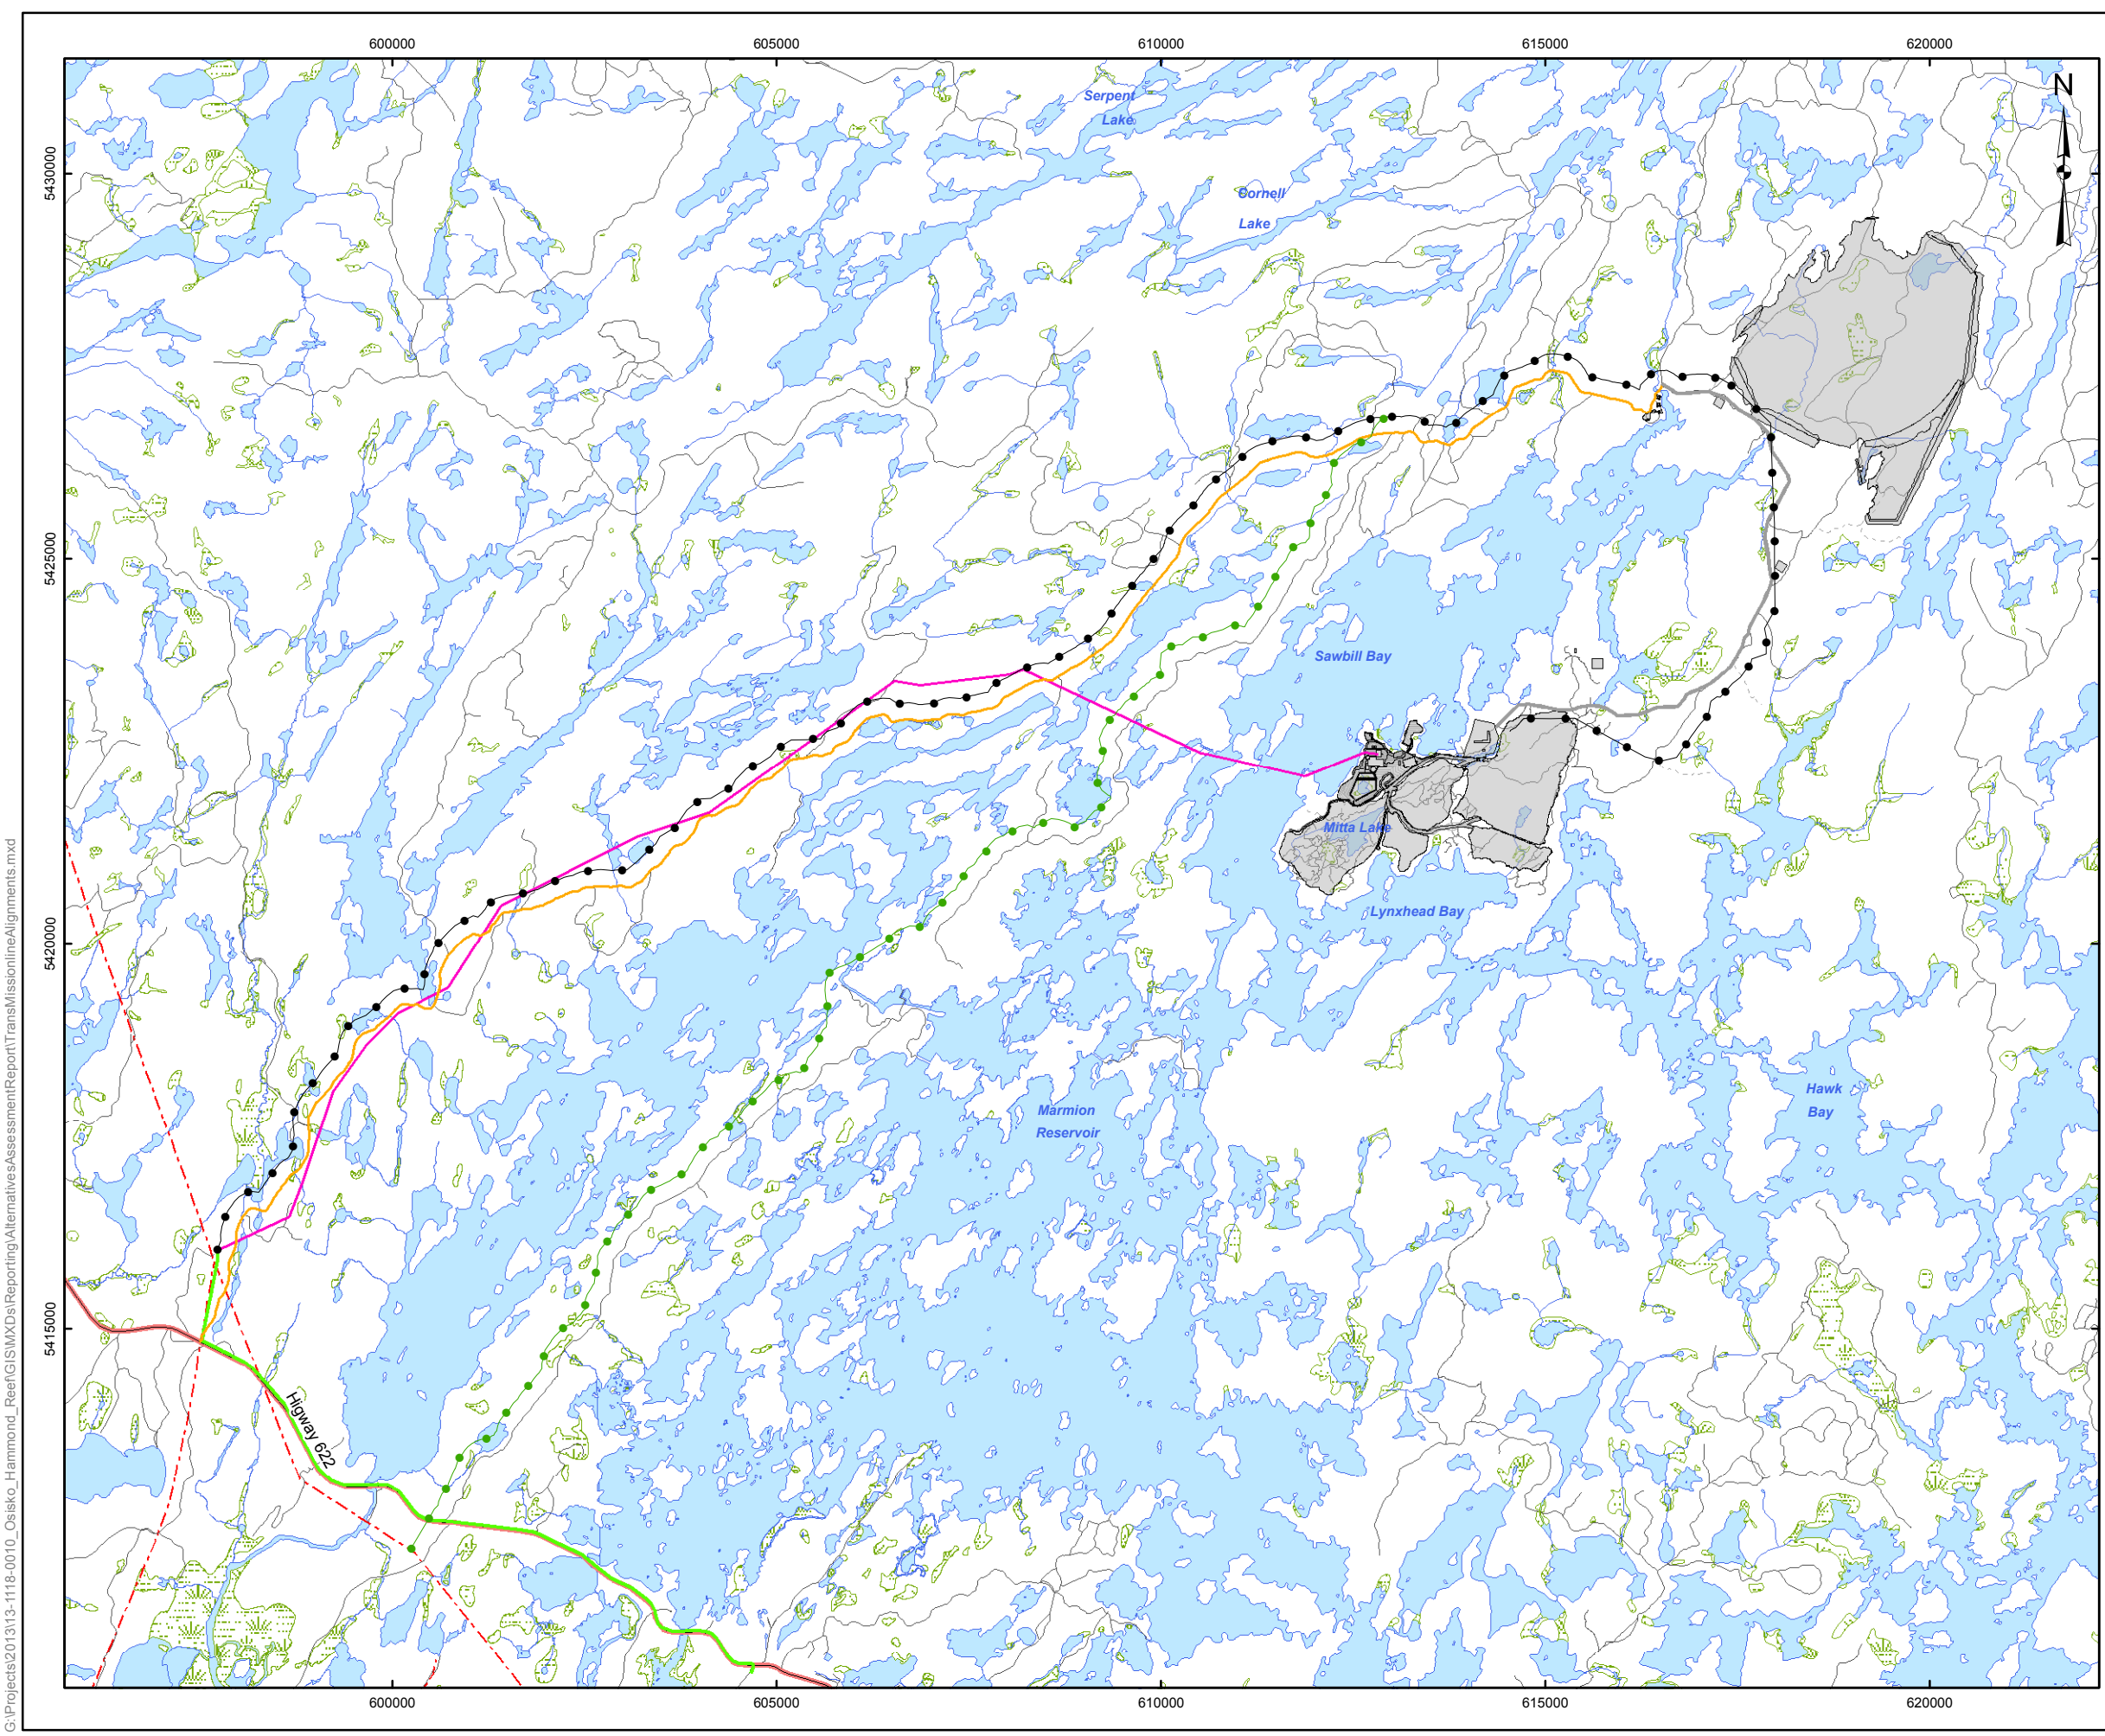 600000 605000 610000 615000 620000
N
Serpent
Lake
5430000
Cornell
Lake
5425000
Sawbill Bay
Mitta Lake
Lynxhead Bay
5420000
Hawk
Bay
Marmion
Reservoir
5415000
Higway 622
600000 605000 610000 615000 620000
G:\Projects\2013\13-1118-0010_Osisko_Hammond_Reef\GIS\MXDs\Reporting\AlternativesAssessmentReport\TransMissionlineAlignments.mxd